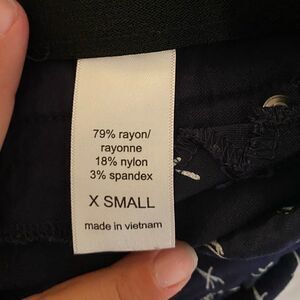 79% rayon/
rayonne
18% nylon
3% spandex
X SMALL
made in vietnam